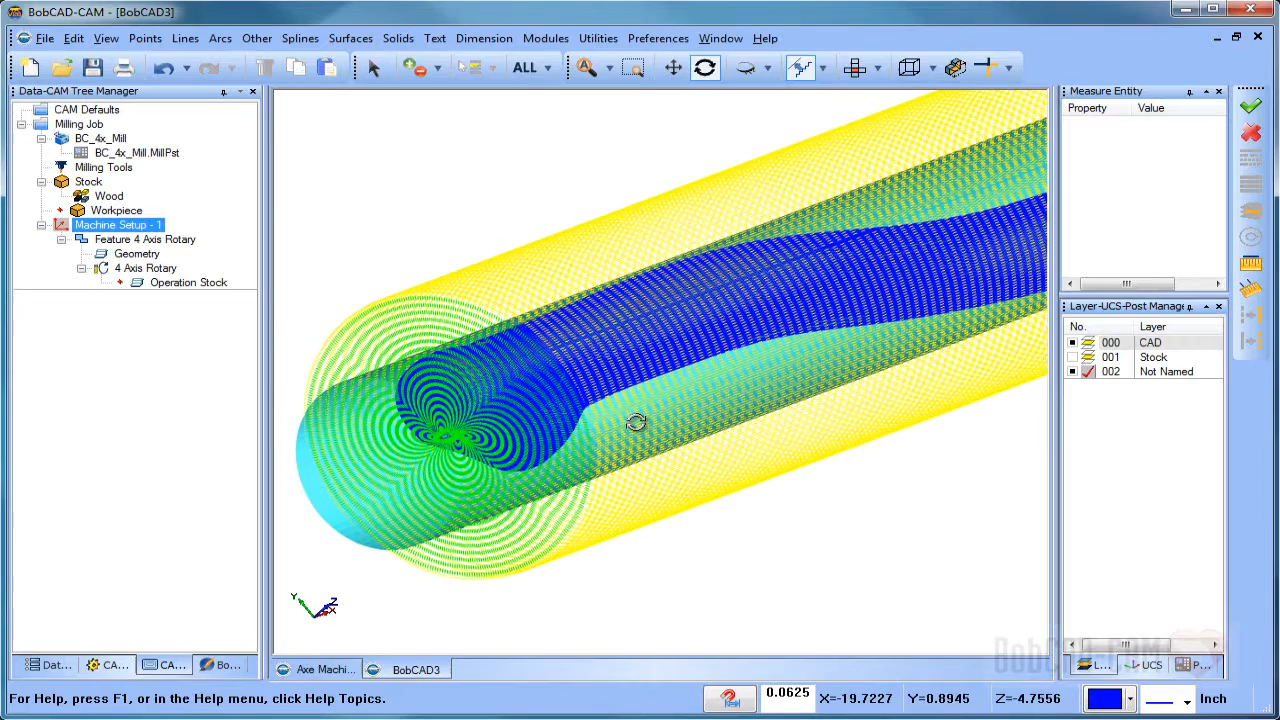 BobCAD-CAM - [BobCAD3]
File Edit View Points Lines Arcs Other Splines Solids Surfaces Text Dimension Modules Utilities Preferences Window Help
ALL
Data-CAM Tree Manager
CAM Defaults
Milling Job
BC_4x_Mill
BC_4x_Mill.MillPst
Milling Tools
Stock
Wood
Workpiece
Machine Setup - 1
Feature 4 Axis Rotary
Geometry
4 Axis Rotary
Operation Stock
Measure Entity
Property Value
Layer-UCS-Post Manage
No. Layer
000 CAD
001 Stock
002 Not Named
Y Z X
BobCAD-CAM
Dat... CA... CA... Bo...
Axe Machi... BobCAD3
L... UCS P...
For Help, press F1, or in the Help menu, click Help Topics.
0.0625 X=-19.7227 Y=0.8945 Z=-4.7556 Inch